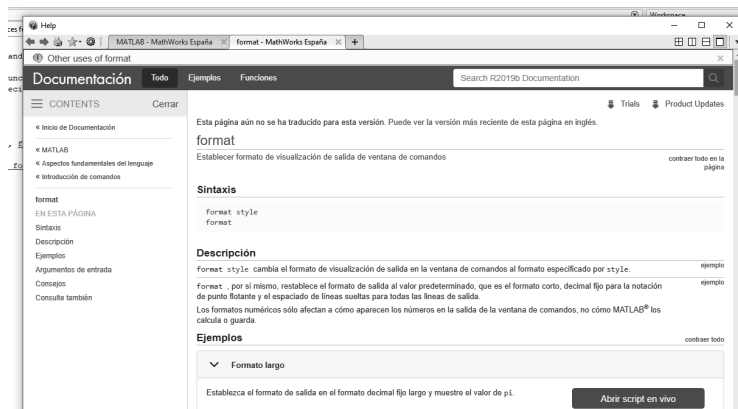 Workspace
Help
MATLAB - MathWorks España
format - MathWorks España
Other uses of format
Documentación
Todo
Ejemplos
Funciones
Search R2019b Documentation
CONTENTS
Cerrar
Trials
Product Updates
« Inicio de Documentación
« MATLAB
« Aspectos fundamentales del lenguaje
« Introducción de comandos
format
EN ESTA PÁGINA
Sintaxis
Descripción
Ejemplos
Argumentos de entrada
Consejos
Consulte también
Esta página aún no se ha traducido para esta versión. Puede ver la versión más reciente de esta página en inglés.
format
Establecer formato de visualización de salida de ventana de comandos
contraer todo en la
página
Sintaxis
format style
format
Descripción
format style cambia el formato de visualización de salida en la ventana de comandos al formato especificado por style.
ejemplo
format , por sí mismo, restablece el formato de salida al valor predeterminado, que es el formato corto, decimal fijo para la notación
de punto flotante y el espaciado de líneas sueltas para todas las líneas de salida.
ejemplo
Los formatos numéricos sólo afectan a cómo aparecen los números en la salida de la ventana de comandos, no cómo MATLAB® los
calcula o guarda.
Ejemplos
contraer todo
Formato largo
Establezca el formato de salida en el formato decimal fijo largo y muestre el valor de pi.
Abrir script en vivo